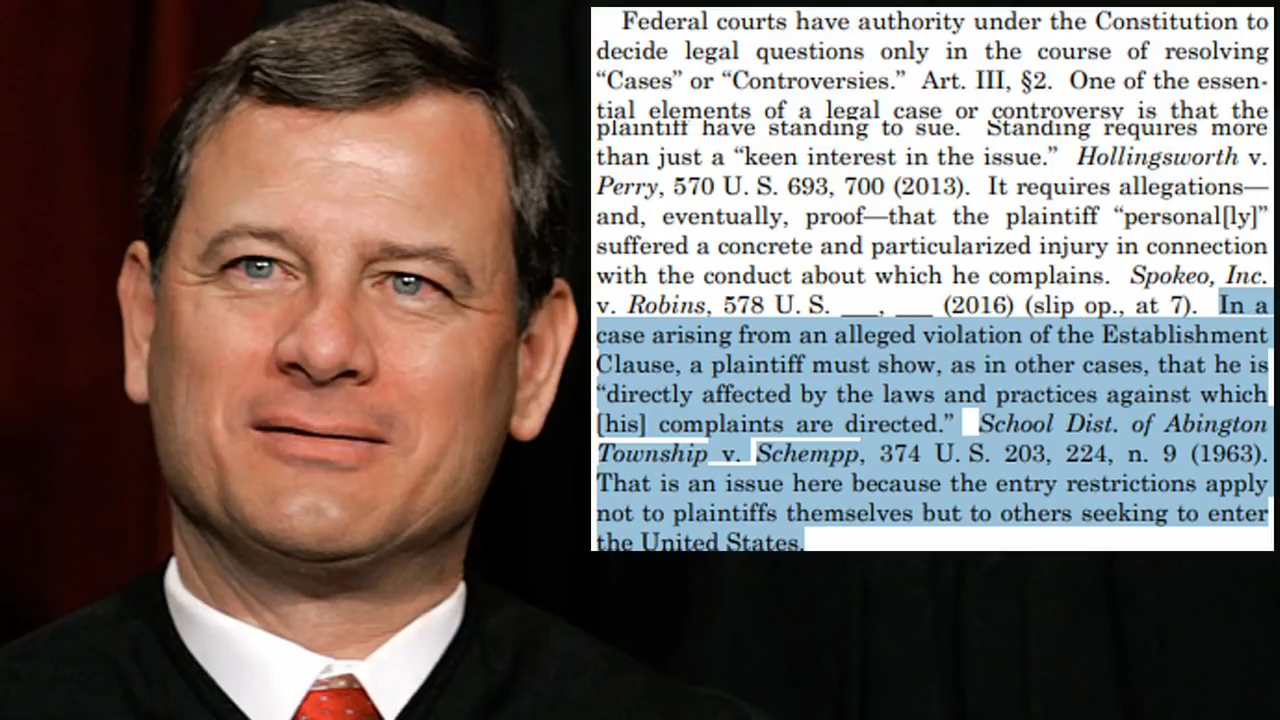 Federal courts have authority under the Constitution to
decide legal questions only in the course of resolving
“Cases” or “Controversies.” Art. III, §2. One of the essen-
tial elements of a legal case or controversy is that the
plaintiff have standing to sue. Standing requires more
than just a “keen interest in the issue.” Hollingsworth v.
Perry, 570 U. S. 693, 700 (2013). It requires allegations—
and, eventually, proof—that the plaintiff “personal[ly]”
suffered a concrete and particularized injury in connection
with the conduct about which he complains. Spokeo, Inc.
v. Robins, 578 U. S. ___, ___ (2016) (slip op., at 7). In a
case arising from an alleged violation of the Establishment
Clause, a plaintiff must show, as in other cases, that he is
“directly affected by the laws and practices against which
[his] complaints are directed.” School Dist. of Abington
Township v. Schempp, 374 U. S. 203, 224, n. 9 (1963).
That is an issue here because the entry restrictions apply
not to plaintiffs themselves but to others seeking to enter
the United States.